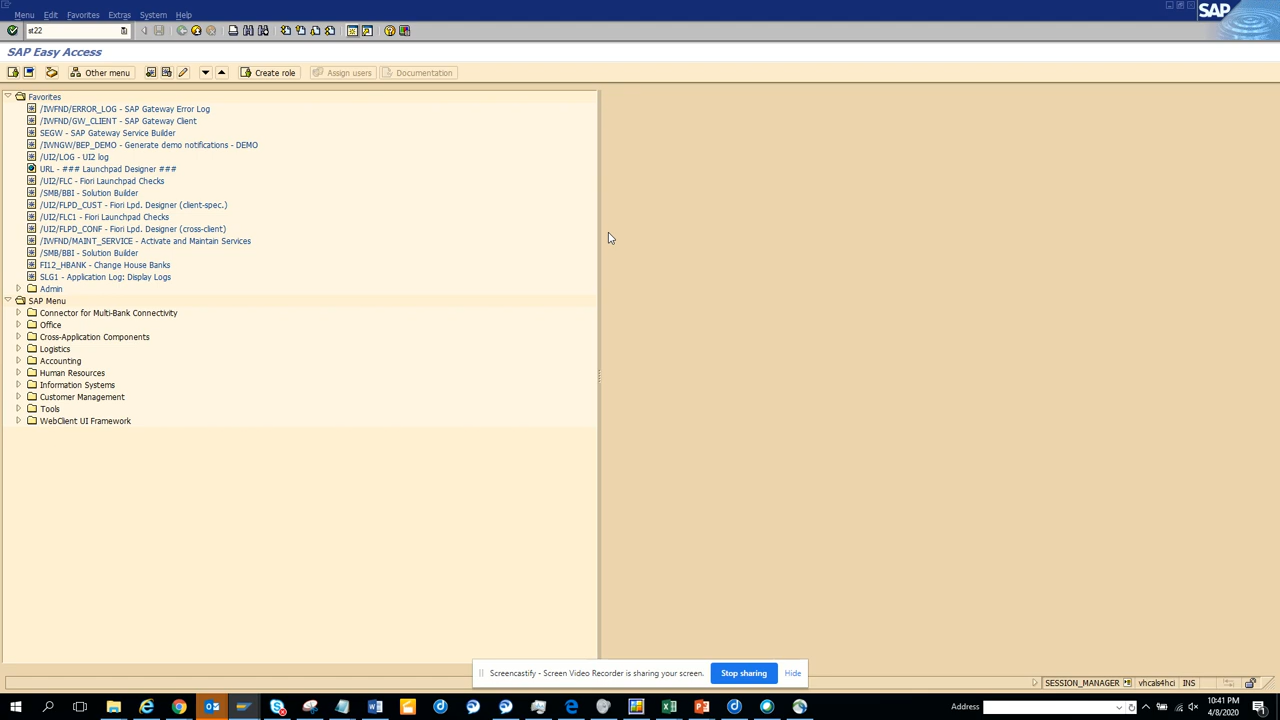 Menu Edit Favorites Extras System Help
SAP
st22
SAP Easy Access
Other menu Create role Assign users Documentation
Favorites
/IWFND/ERROR_LOG - SAP Gateway Error Log
/IWFND/GW_CLIENT - SAP Gateway Client
SEGW - SAP Gateway Service Builder
/IWNGW/BEP_DEMO - Generate demo notifications - DEMO
/UI2/LOG - UI2 log
URL - ### Launchpad Designer ###
/UI2/FLC - Fiori Launchpad Checks
/SMB/BBI - Solution Builder
/UI2/FLPD_CUST - Fiori Lpd. Designer (client-spec.)
/UI2/FLC1 - Fiori Launchpad Checks
/UI2/FLPD_CONF - Fiori Lpd. Designer (cross-client)
/IWFND/MAINT_SERVICE - Activate and Maintain Services
/SMB/BBI - Solution Builder
FI12_HBANK - Change House Banks
SLG1 - Application Log: Display Logs
Admin
SAP Menu
Connector for Multi-Bank Connectivity
Office
Cross-Application Components
Logistics
Accounting
Human Resources
Information Systems
Customer Management
Tools
WebClient UI Framework
Screencastify - Screen Video Recorder is sharing your screen. Stop sharing Hide
SESSION_MANAGER vhcals4hci INS
Address
10:41 PM
4/8/2020